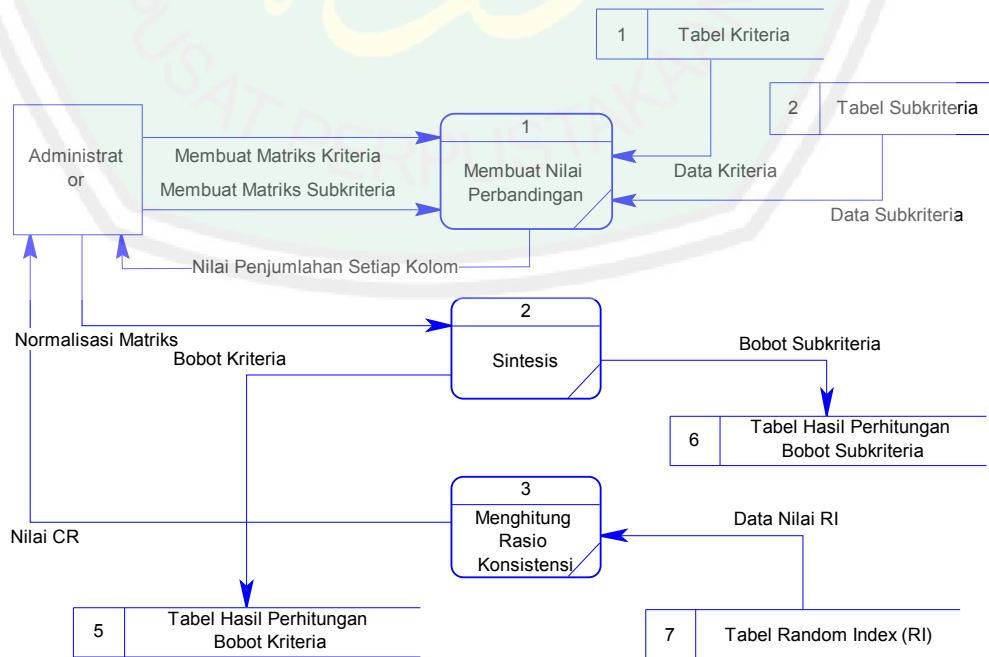 1
Tabel Kriteria
2
Tabel Subkriteria
PUSAT PERPUSTAKAAN
Administrat
or
Membuat Matriks Kriteria
Membuat Matriks Subkriteria
1
Membuat Nilai
Perbandingan
Data Kriteria
Data Subkriteria
Nilai Penjumlahan Setiap Kolom
2
Sintesis
Normalisasi Matriks
Bobot Kriteria
Bobot Subkriteria
6
Tabel Hasil Perhitungan
Bobot Subkriteria
3
Menghitung
Rasio
Konsistensi
Data Nilai RI
Nilai CR
5
Tabel Hasil Perhitungan
Bobot Kriteria
7
Tabel Random Index (RI)